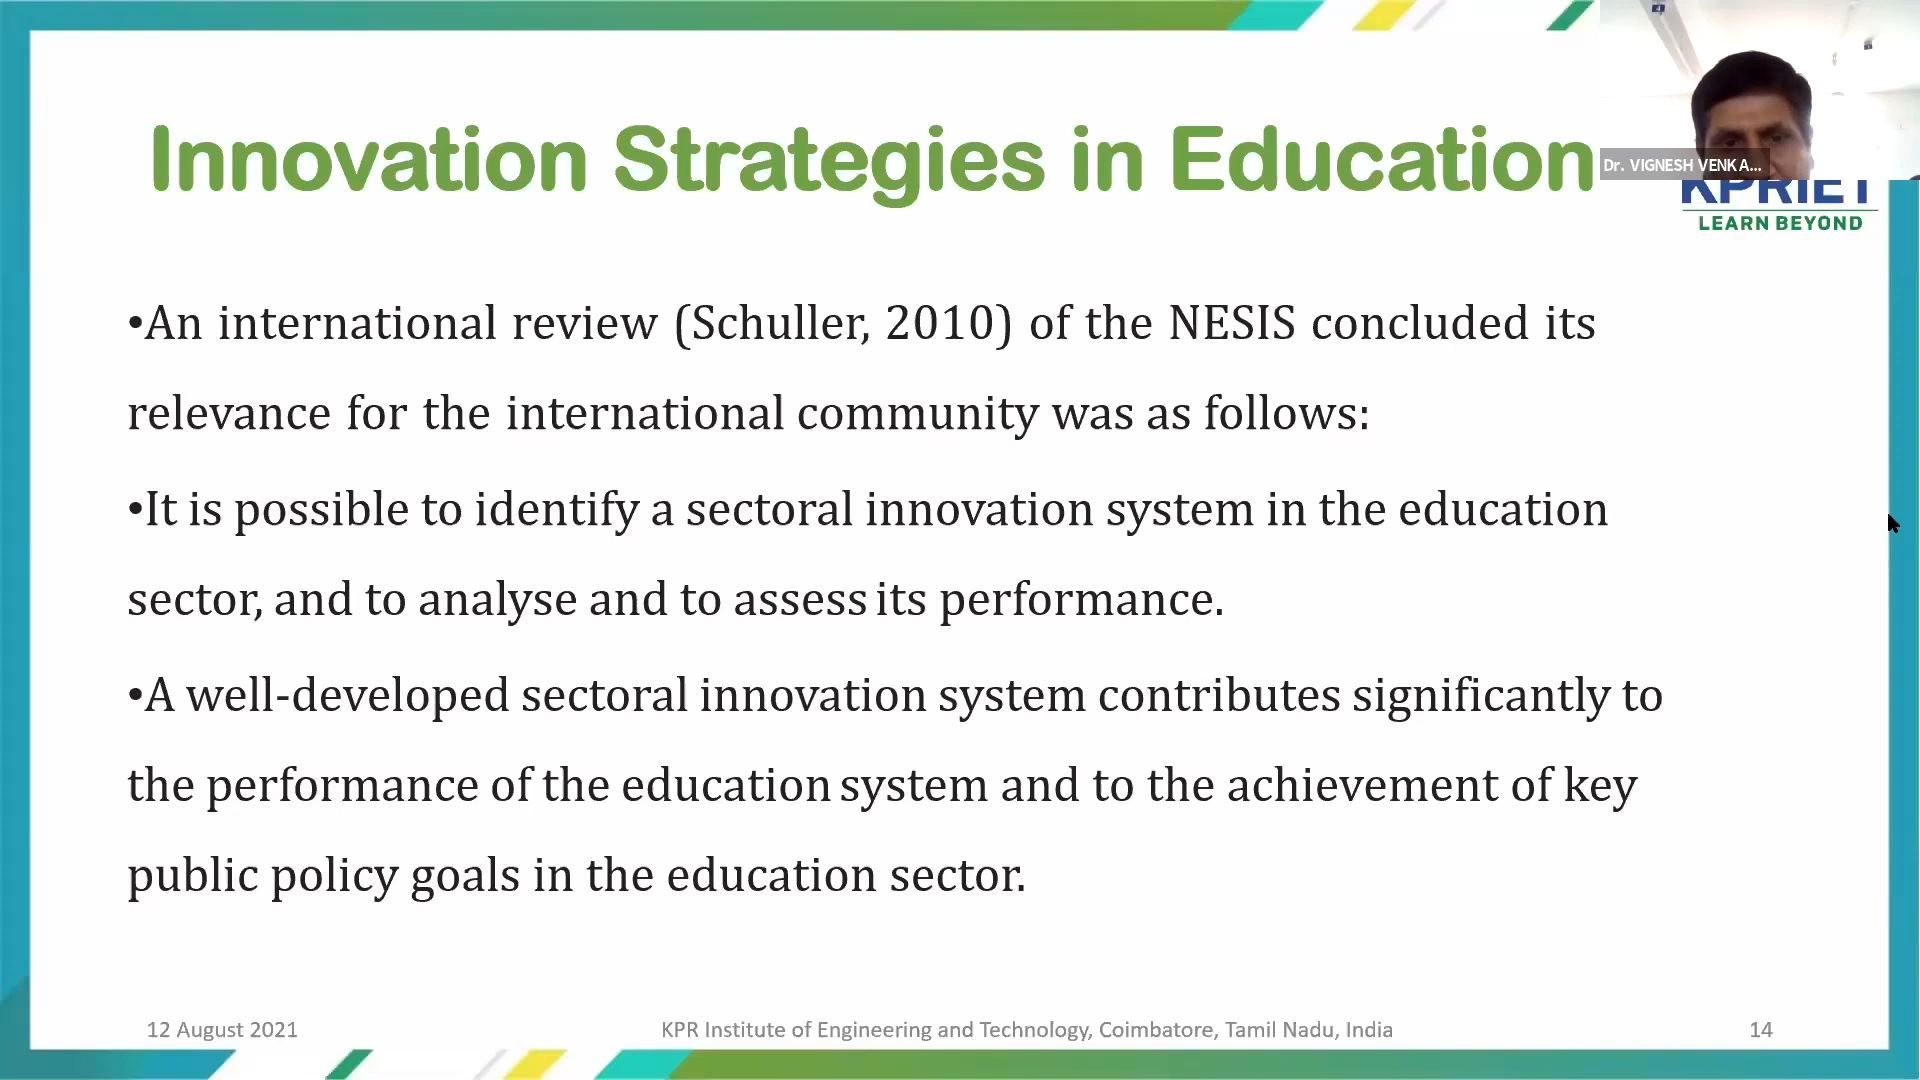 Innovation Strategies in Education
Dr. VIGNESH VENKA...
KPRIET
LEARN BEYOND
•An international review (Schuller, 2010) of the NESIS concluded its
relevance for the international community was as follows:
•It is possible to identify a sectoral innovation system in the education
sector, and to analyse and to assess its performance.
•A well-developed sectoral innovation system contributes significantly to
the performance of the education system and to the achievement of key
public policy goals in the education sector.
12 August 2021
KPR Institute of Engineering and Technology, Coimbatore, Tamil Nadu, India
14